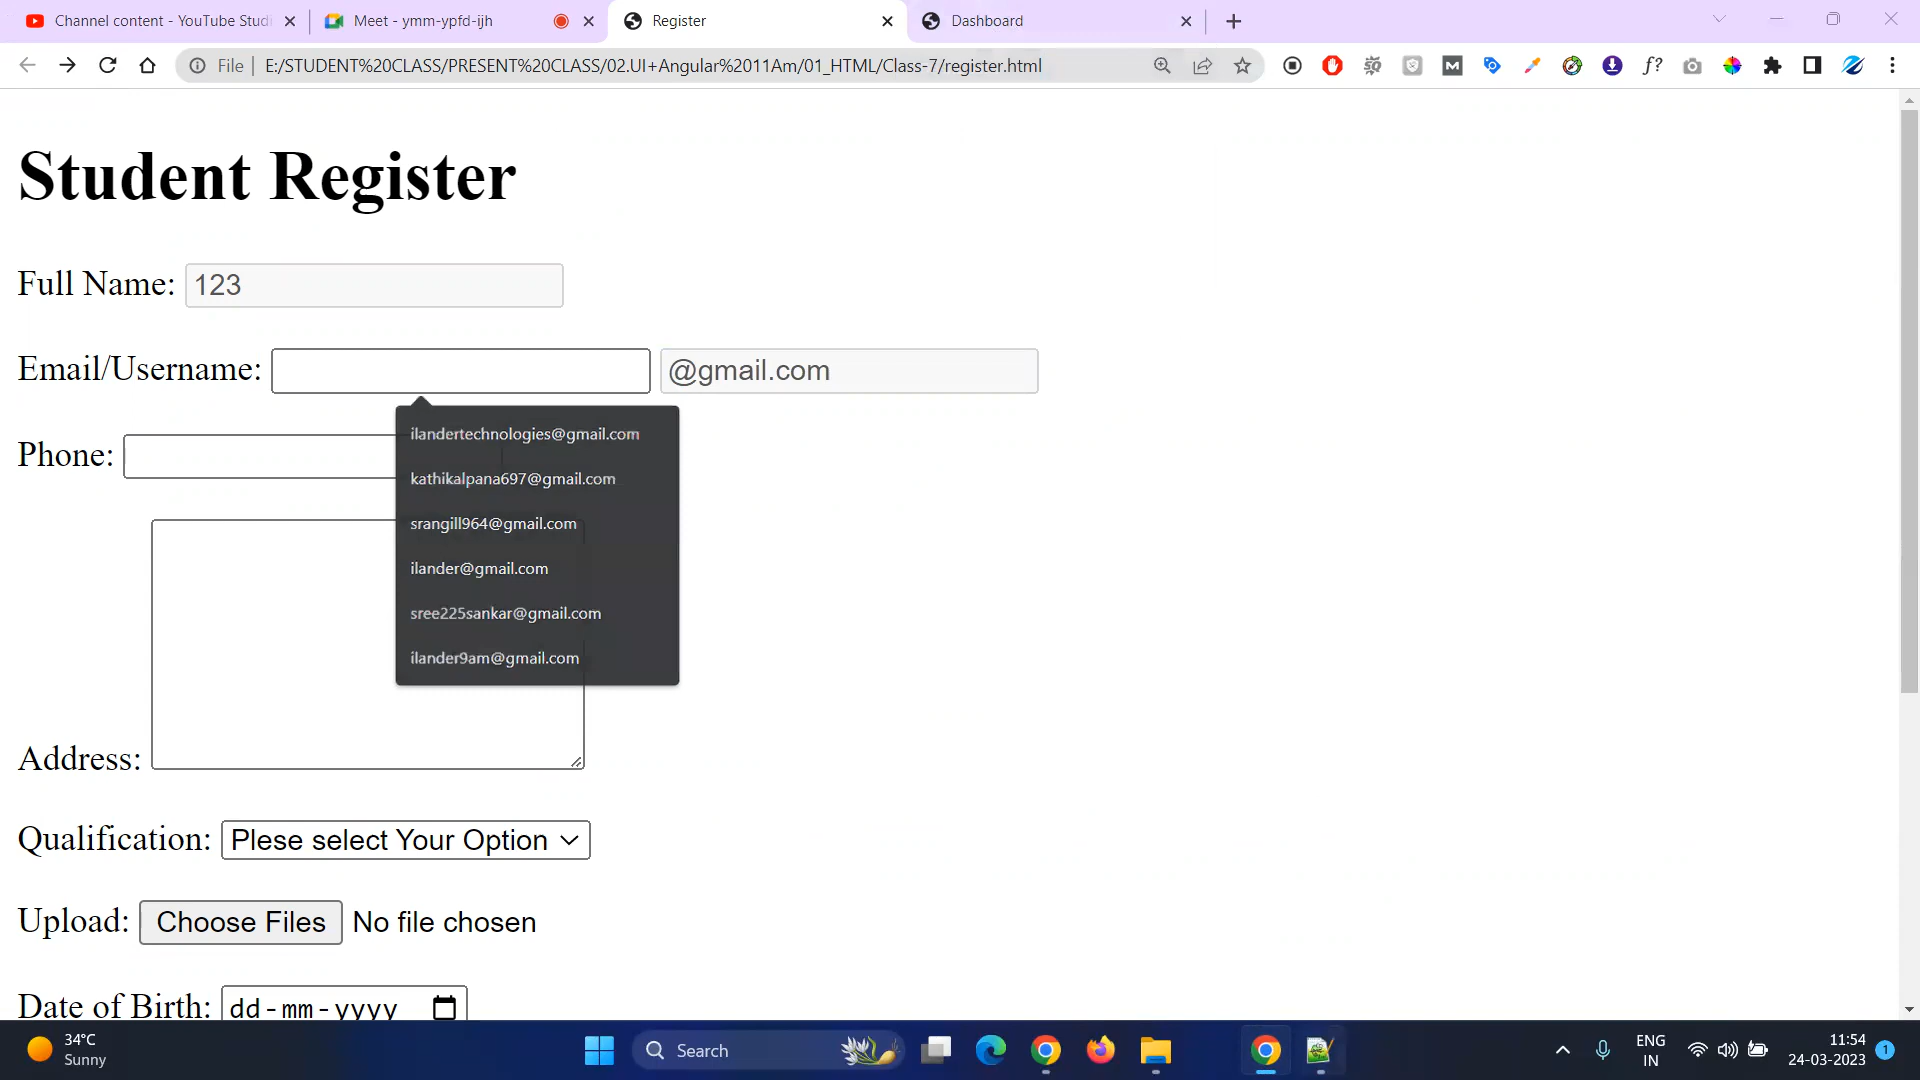 Channel content - YouTube Studi
Meet - ymm-ypfd-ijh
Register
Dashboard
File
E:/STUDENT%20CLASS/PRESENT%20CLASS/02.UI+Angular%2011Am/01_HTML/Class-7/register.html
Student Register
Full Name: 123
Email/Username: @gmail.com
ilandertechnologies@gmail.com
Phone:
kathikalpana697@gmail.com
srangill964@gmail.com
ilander@gmail.com
sree225sankar@gmail.com
ilander9am@gmail.com
Address:
Qualification: Plese select Your Option
Upload: Choose Files No file chosen
Date of Birth: dd-mm-yyyy
34°C
Sunny
Search
ENG
IN
11:54
24-03-2023
1